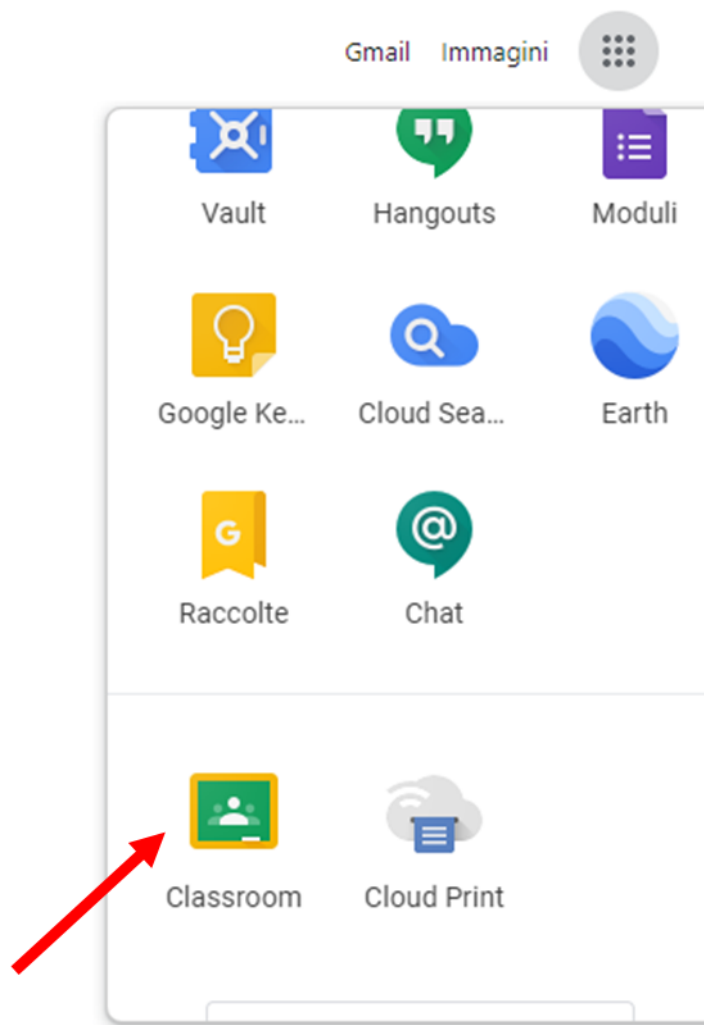 Gmail Immagini
Vault Hangouts Moduli
Google Ke... Cloud Sea... Earth
G @
Raccolte Chat
Classroom Cloud Print